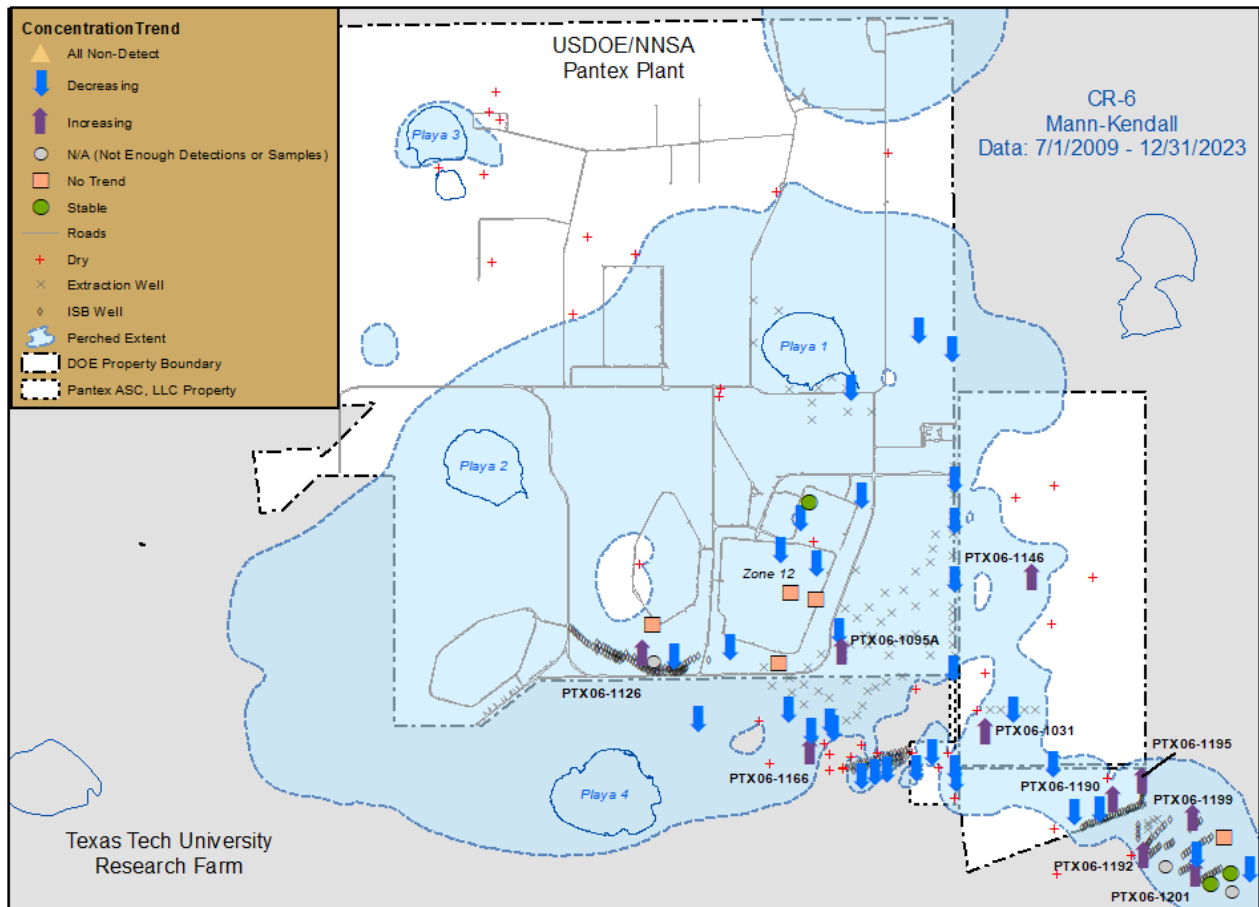 Concentration Trend
All Non-Detect
Decreasing
Increasing
N/A (Not Enough Detections or Samples)
No Trend
Stable
Roads
Dry
Extraction Well
ISB Well
Perched Extent
DOE Property Boundary
Pantex ASC, LLC Property
USDOE/NNSA
Pantex Plant
CR-6
Mann-Kendall
Data: 7/1/2009 - 12/31/2023
Playa 3
Playa 1
Playa 2
Zone 12
PTX06-1146
PTX06-1095A
PTX06-1126
PTX06-1031
PTX06-1195
PTX06-1166
PTX06-1190
PTX06-1199
Playa 4
Texas Tech University
Research Farm
PTX06-1192
PTX06-1201